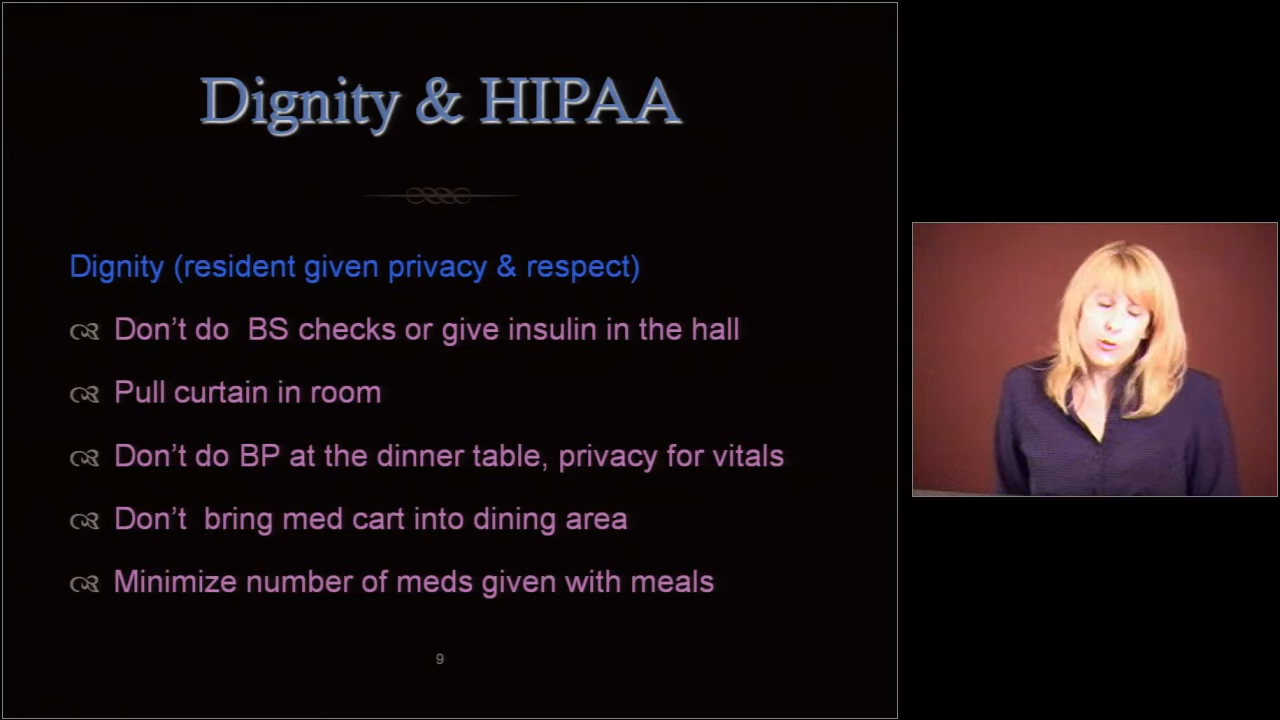 Dignity & HIPAA
Dignity (resident given privacy & respect)
Don't do  BS checks or give insulin in the hall
Pull curtain in room
Don't do BP at the dinner table, privacy for vitals
Don't  bring med cart into dining area
Minimize number of meds given with meals
9